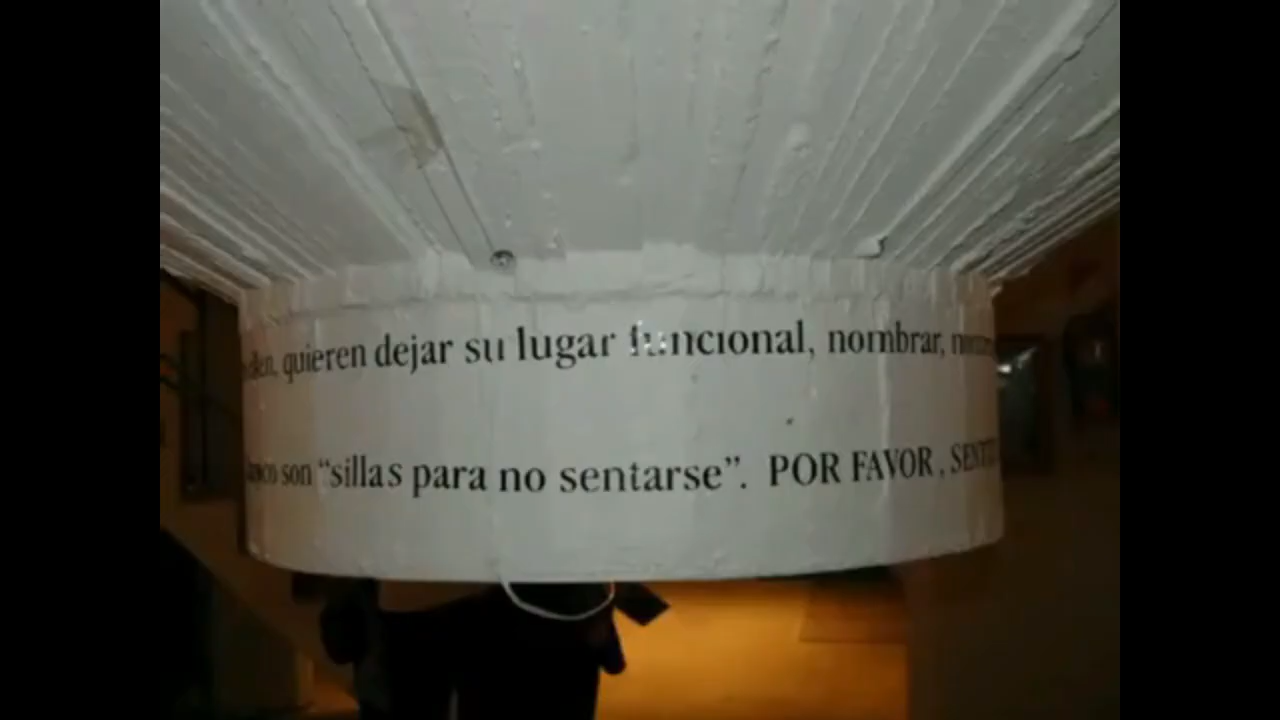 quieren dejar su lugar funcional, nombrar,
son “sillas para no sentarse”. POR FAVOR,